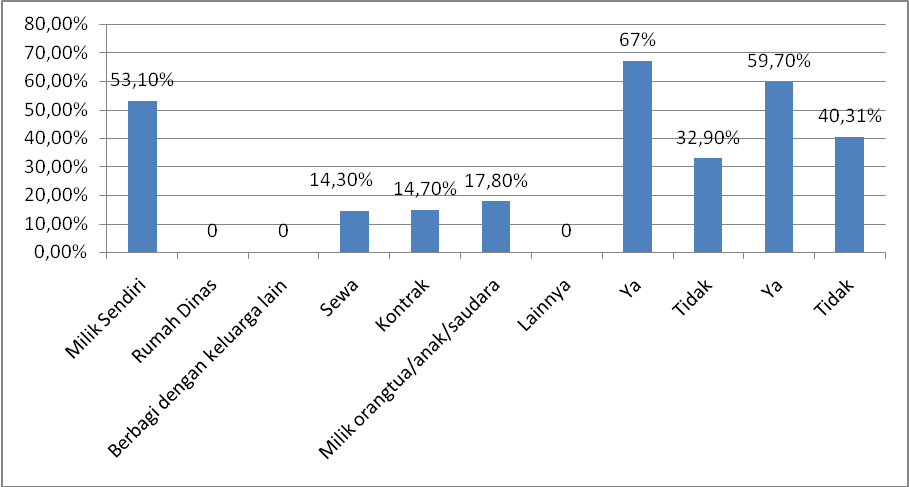 80,00%
70,00%
60,00%
50,00%
40,00%
30,00%
20,00%
10,00%
0,00%
53,10%
0
0
14,30%
14,70%
17,80%
0
67%
32,90%
59,70%
40,31%
Milik Sendiri
Rumah Dinas
Berbagi dengan keluarga lain
Sewa
Kontrak
Milik orangtua/anak/saudara
Lainnya
Ya
Tidak
Ya
Tidak